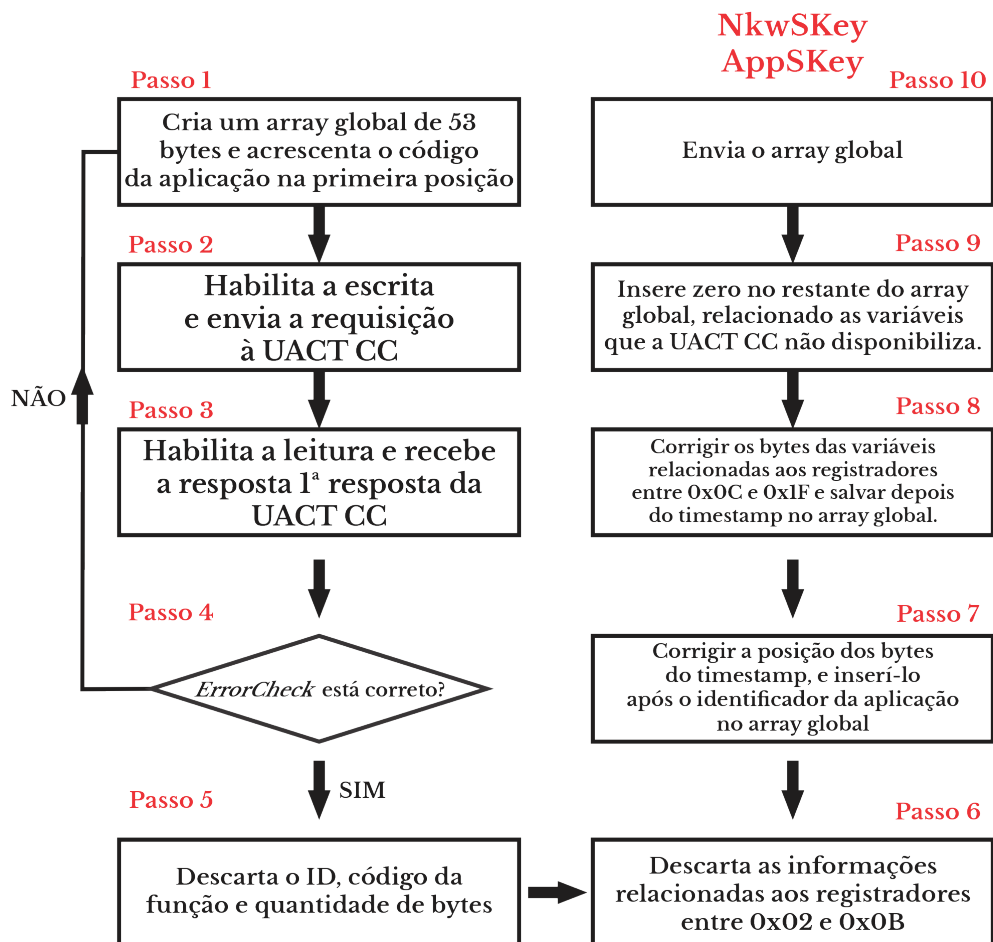 Passo 1
Cria um array global de 53
bytes e acrescenta o código
da aplicação na primeira posição
Passo 2
Habilita a escrita
e envia a requisição
à UACT CC
NÃO
Passo 3
Habilita a leitura e recebe
a resposta 1ª resposta da
UACT CC
Passo 4
ErrorCheck está correto?
SIM
Passo 5
Descarta o ID, código da
função e quantidade de bytes
NkwSKey
AppSKey
Passo 10
Envia o array global
Passo 9
Insere zero no restante do array
global, relacionado as variáveis
que a UACT CC não disponibiliza.
Passo 8
Corrigir os bytes das variáveis
relacionadas aos registradores
entre 0x0C e 0x1F e salvar depois
do timestamp no array global.
Passo 7
Corrigir a posição dos bytes
do timestamp, e inserí-lo
após o identificador da aplicação
no array global
Passo 6
Descarta as informações
relacionadas aos registradores
entre 0x02 e 0x0B